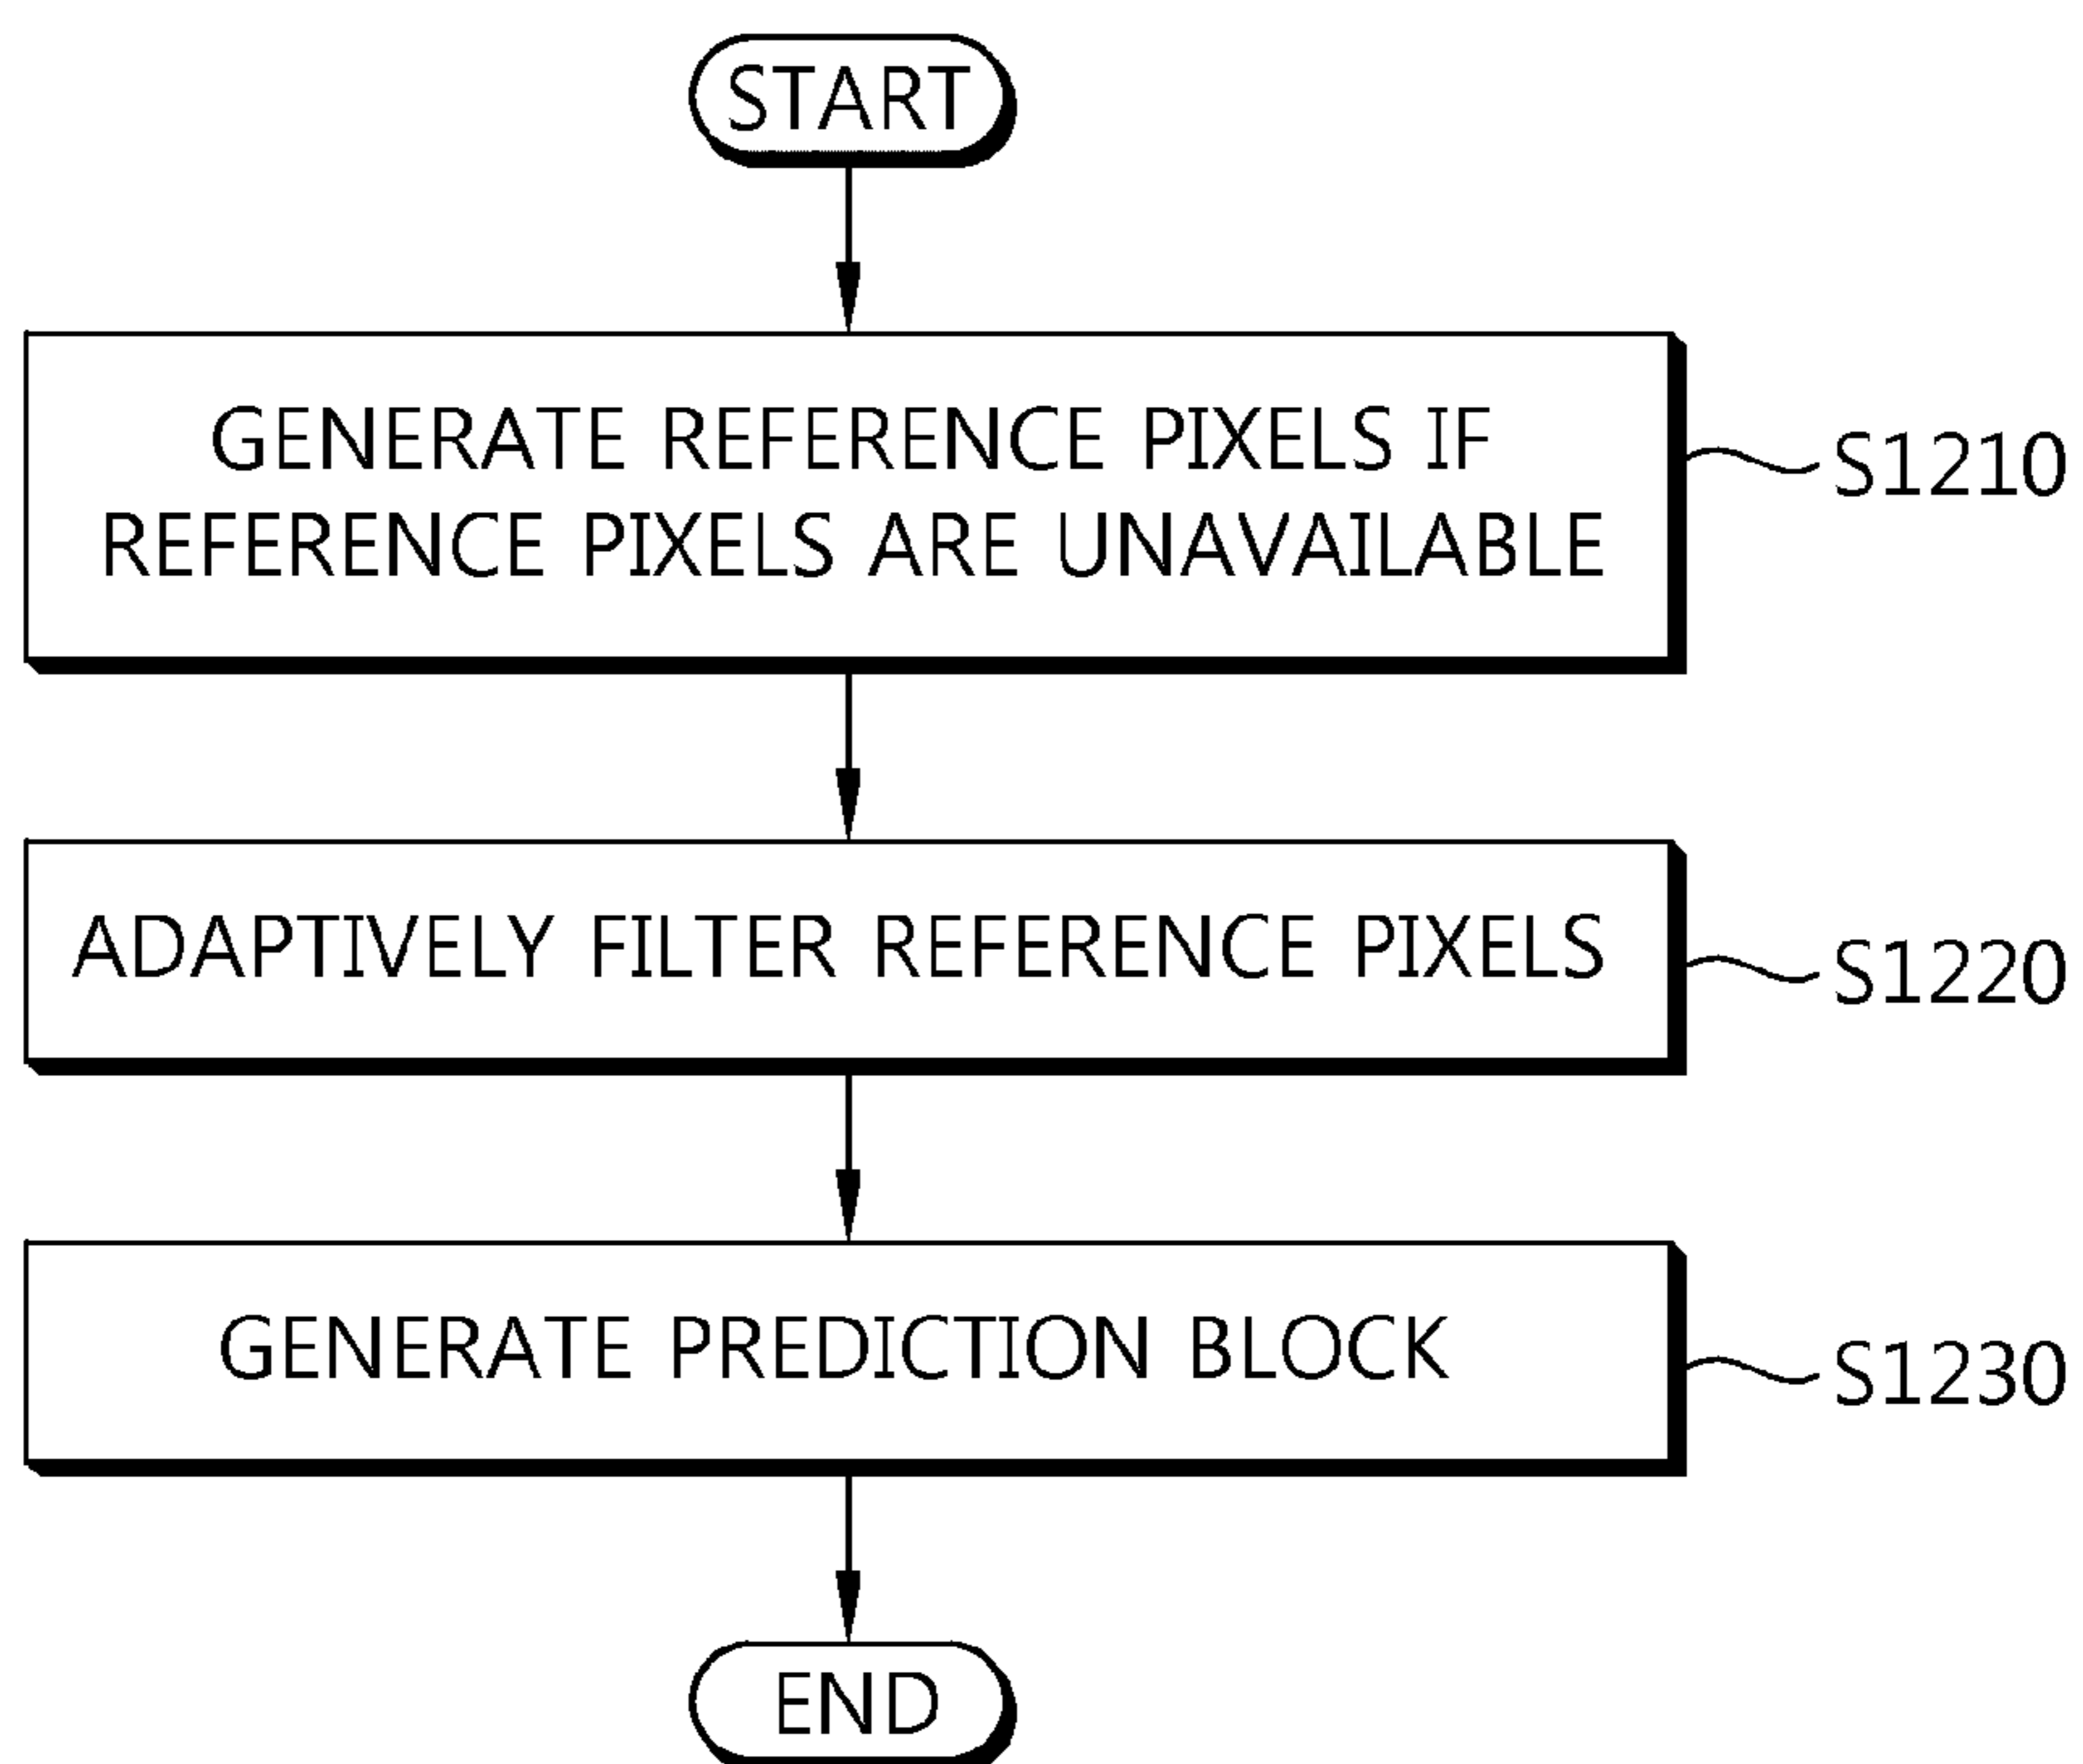 START
GENERATE REFERENCE PIXELS IF
REFERENCE PIXELS ARE UNAVAILABLE
S1210
ADAPTIVELY FILTER REFERENCE PIXELS
S1220
GENERATE PREDICTION BLOCK
S1230
END